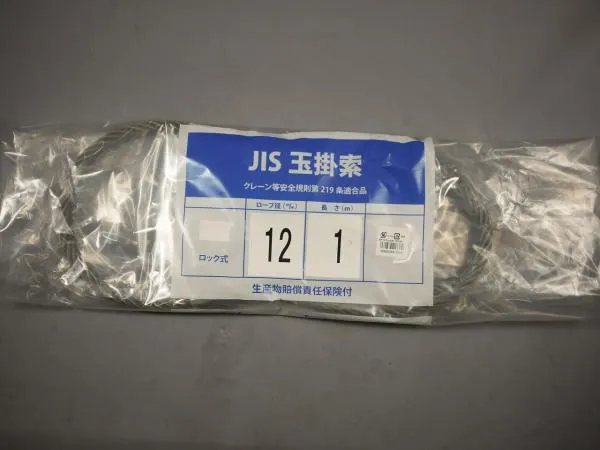 JIS 玉掛索
クレーン等安全規則第219条適合品
ロープ径(㎜) 長さ(m)
ロック式 12 1
生産物賠償責任保険付